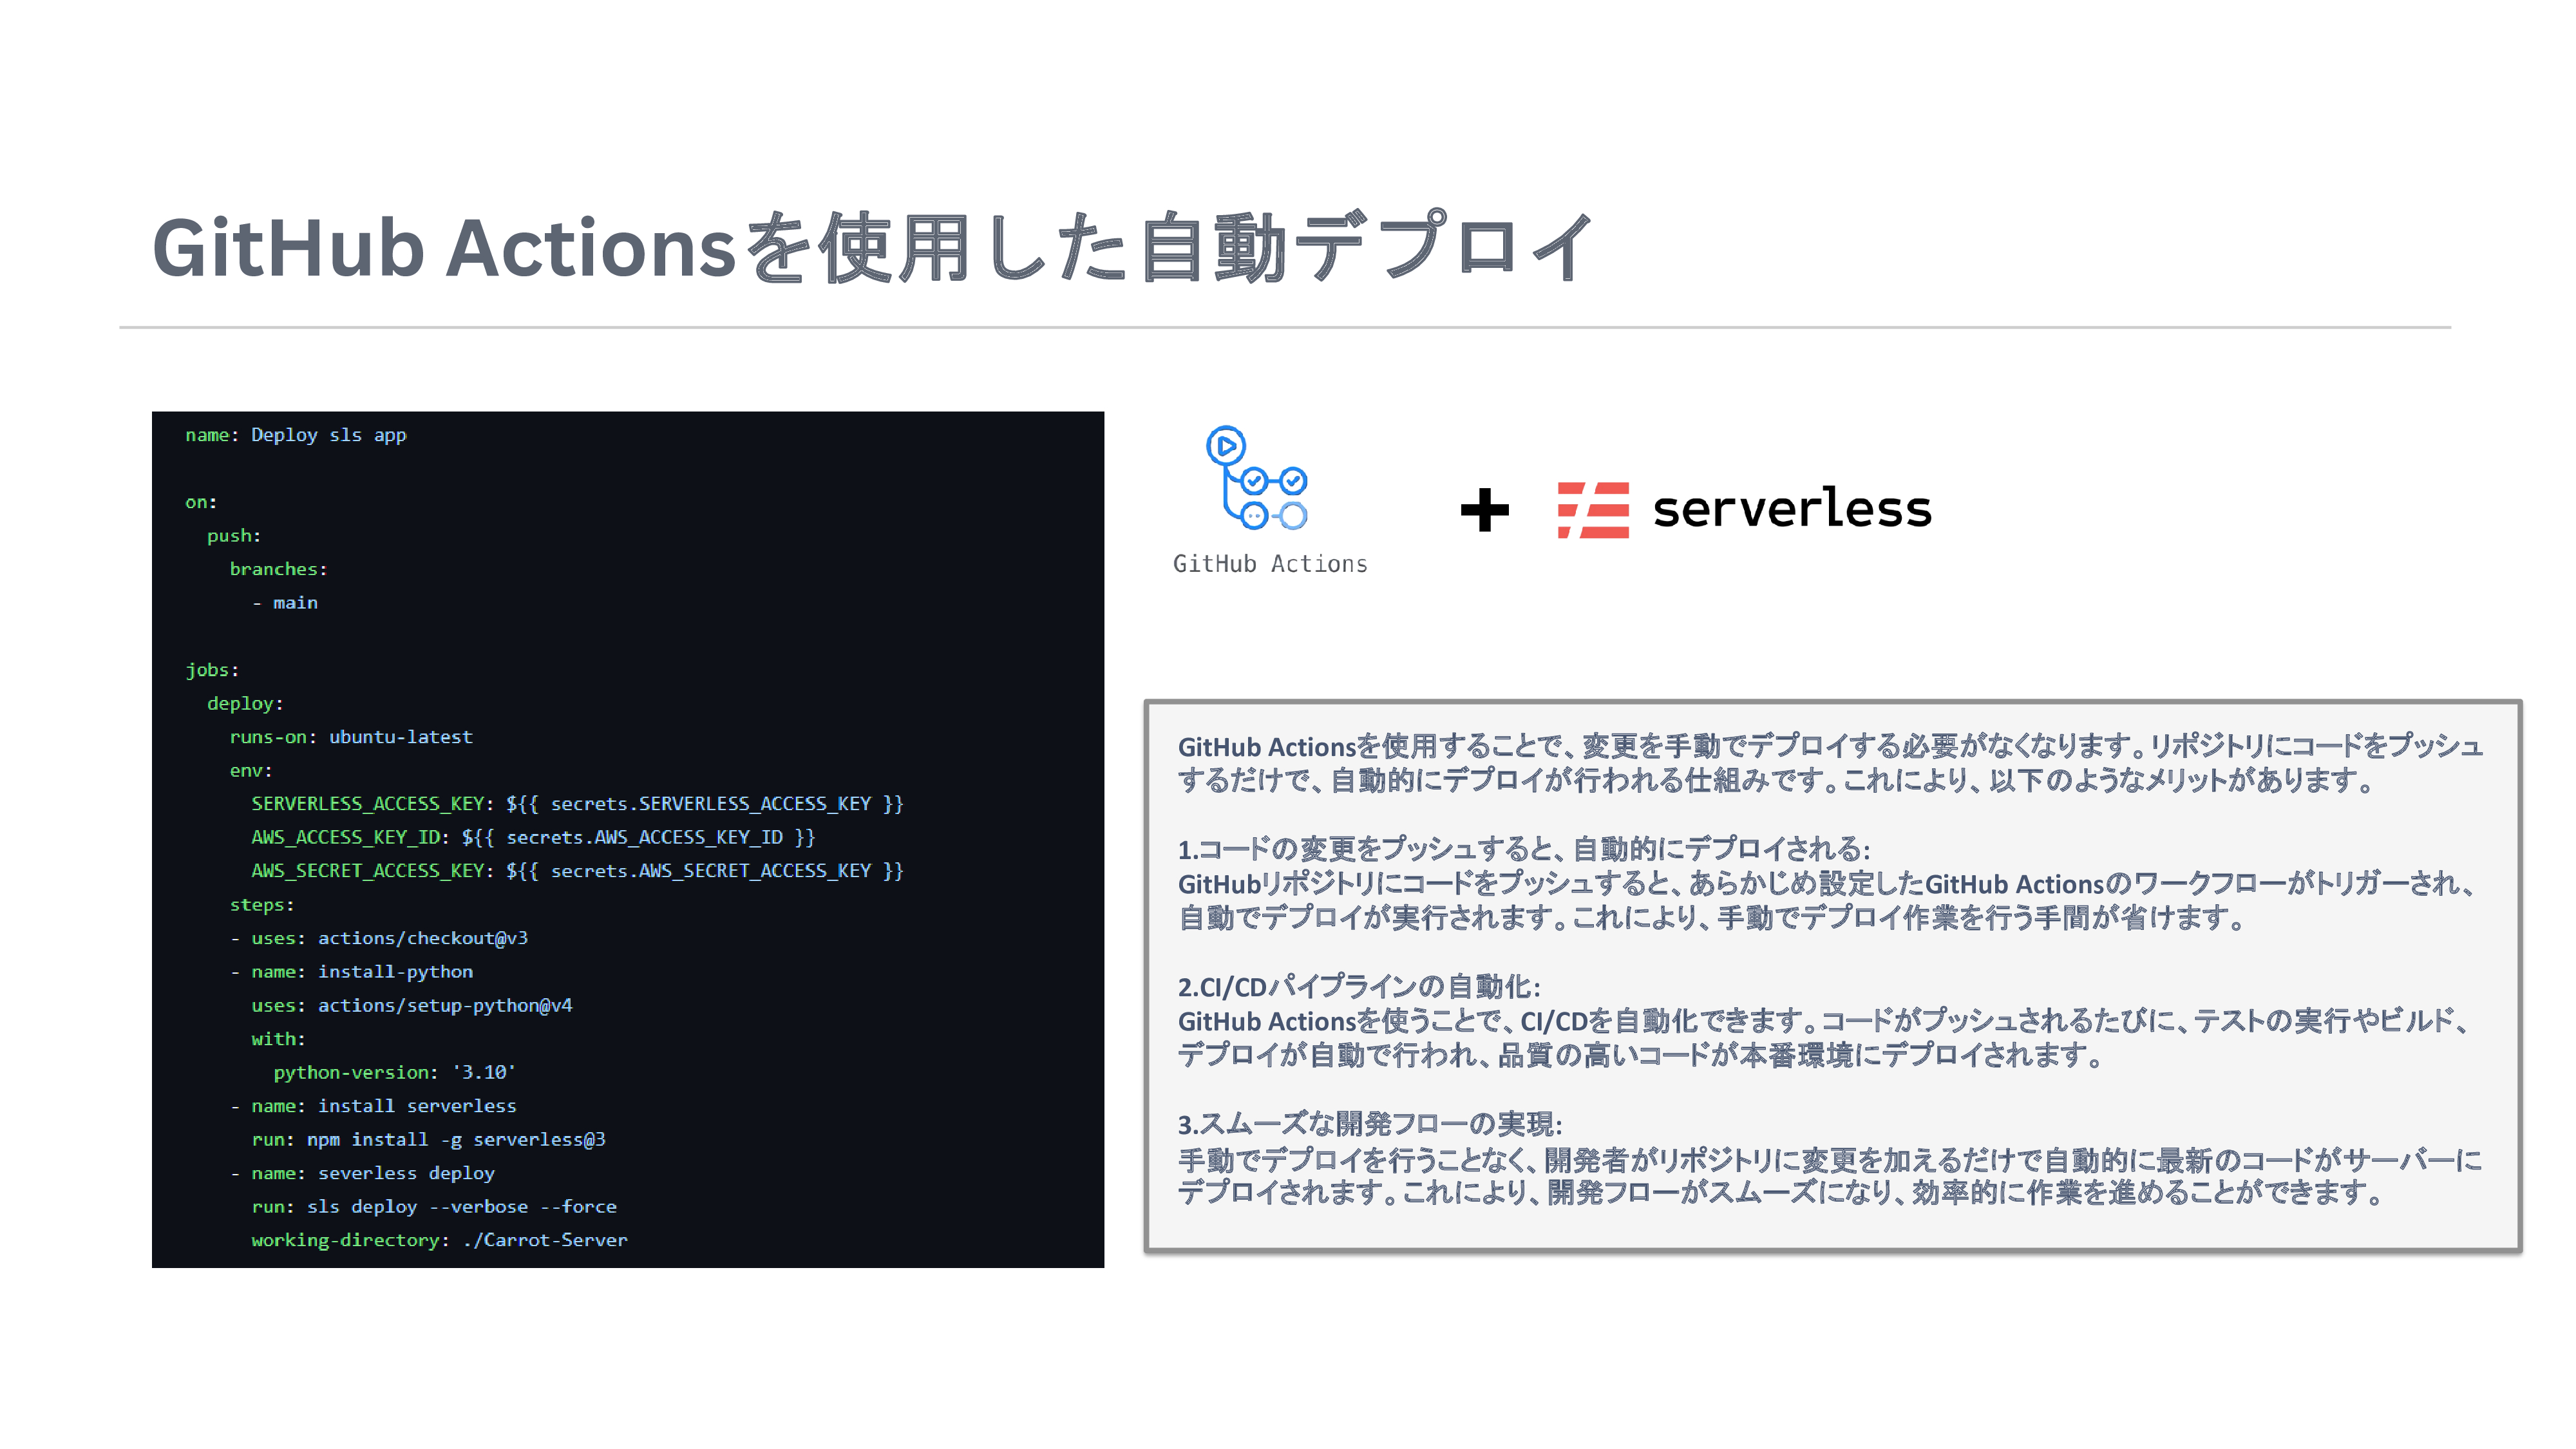 GitHub Actionsを使用した自動デプロイ
name: Deploy sls app
on:
push:
branches:
- main
jobs:
deploy:
runs-on: ubuntu-latest
env:
SERVERLESS_ACCESS_KEY: ${{ secrets.SERVERLESS_ACCESS_KEY }}
AWS_ACCESS_KEY_ID: ${{ secrets.AWS_ACCESS_KEY_ID }}
AWS_SECRET_ACCESS_KEY: ${{ secrets.AWS_SECRET_ACCESS_KEY }}
steps:
- uses: actions/checkout@v3
- name: install-python
uses: actions/setup-python@v4
with:
python-version: '3.10'
- name: install serverless
run: npm install -g serverless@3
- name: severless deploy
run: sls deploy --verbose --force
working-directory: ./Carrot-Server
GitHub Actions
+
serverless
GitHub Actionsを使用することで、変更を手動でデプロイする必要がなくなります。リポジトリにコードをプッシュ
するだけで、自動的にデプロイが行われる仕組みです。これにより、以下のようなメリットがあります。
1.コードの変更をプッシュすると、自動的にデプロイされる:
GitHubリポジトリにコードをプッシュすると、あらかじめ設定したGitHub Actionsのワークフローがトリガーされ、
自動でデプロイが実行されます。これにより、手動でデプロイ作業を行う手間が省けます。
2.CI/CDパイプラインの自動化:
GitHub Actionsを使うことで、CI/CDを自動化できます。コードがプッシュされるたびに、テストの実行やビルド、
デプロイが自動で行われ、品質の高いコードが本番環境にデプロイされます。
3.スムーズな開発フローの実現:
手動でデプロイを行うことなく、開発者がリポジトリに変更を加えるだけで自動的に最新のコードがサーバーに
デプロイされます。これにより、開発フローがスムーズになり、効率的に作業を進めることができます。